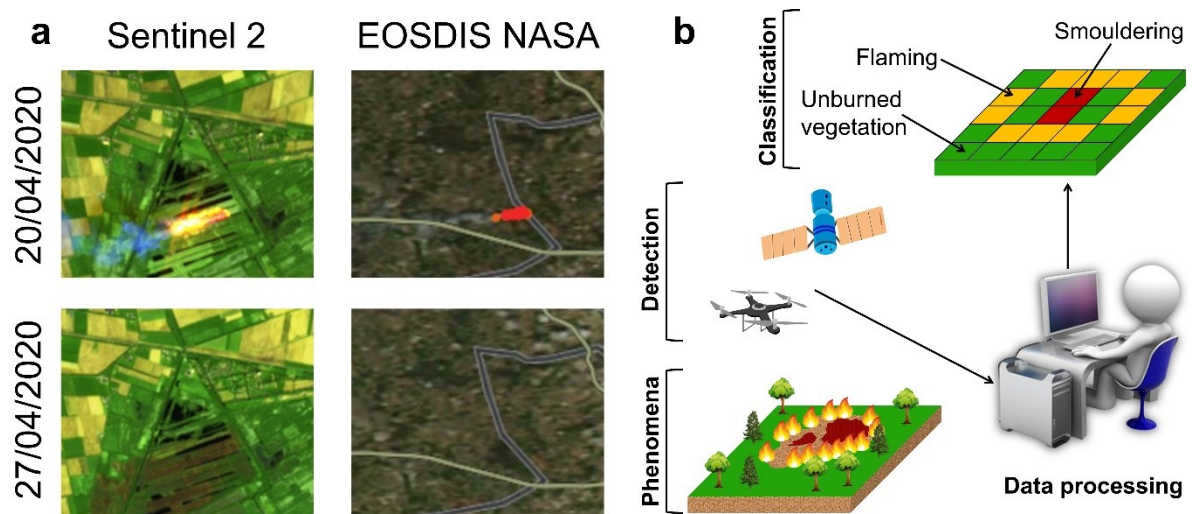 a
Sentinel 2
EOSDIS NASA
20/04/2020
27/04/2020
b
Classification
Smouldering
Flaming
Unburned
vegetation
Detection
Phenomena
Data processing